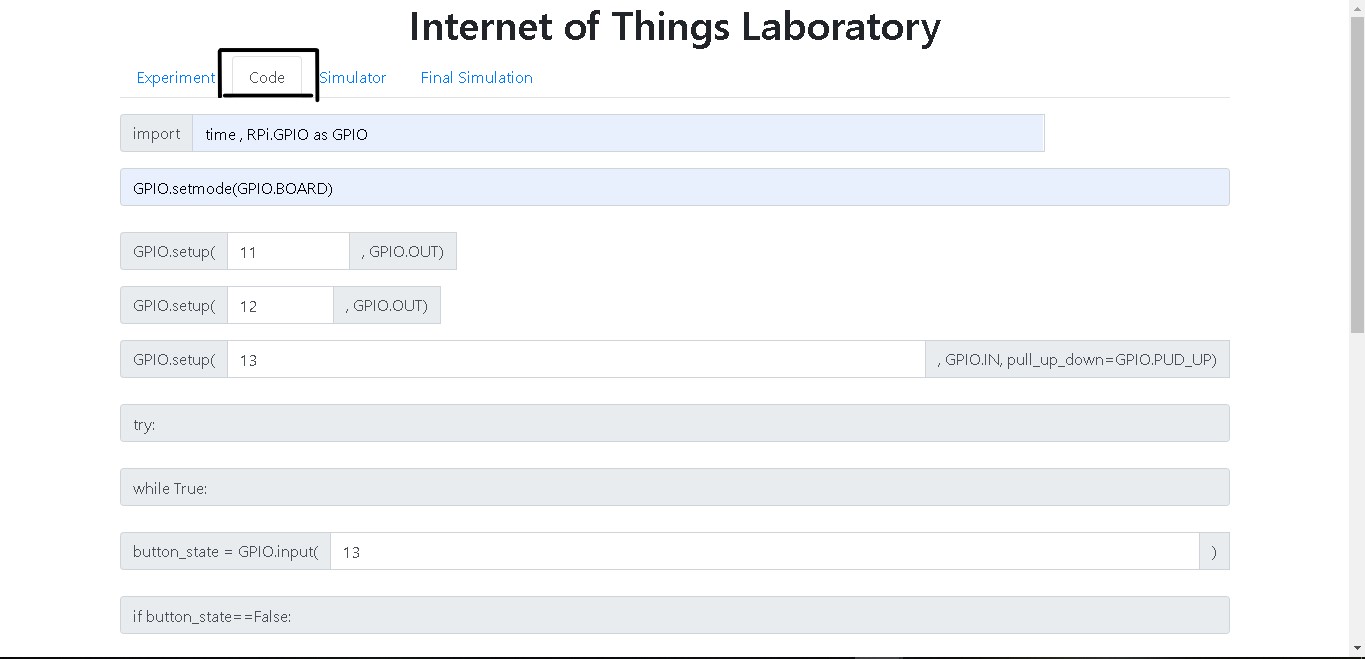 Internet of Things Laboratory
Experiment Code Simulator Final Simulation
import time , RPi.GPIO as GPIO
GPIO.setmode(GPIO.BOARD)
GPIO.setup( 11 , GPIO.OUT)
GPIO.setup( 12 , GPIO.OUT)
GPIO.setup( 13 , GPIO.IN, pull_up_down=GPIO.PUD_UP)
try:
while True:
button_state = GPIO.input( 13 )
if button_state==False: